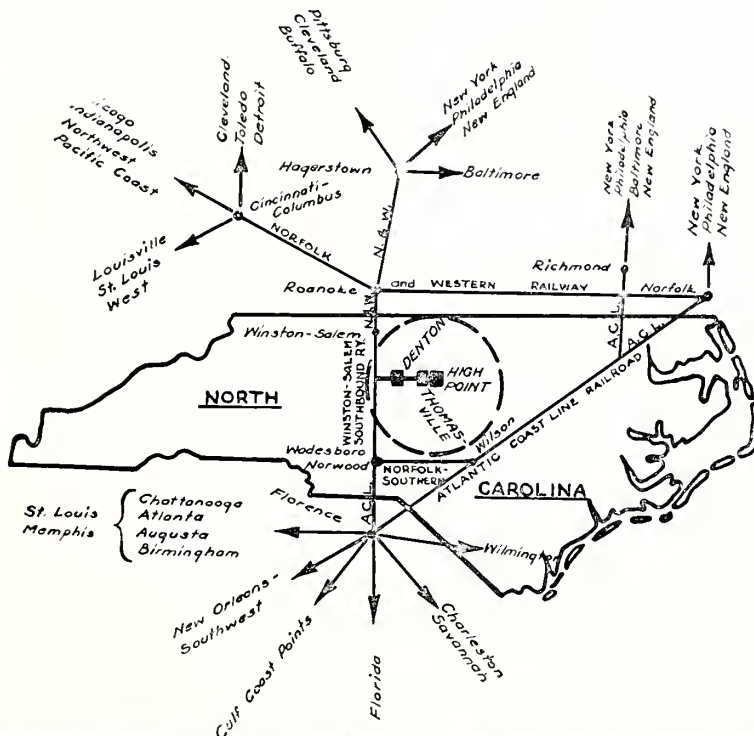 Pittsburg
Cleveland
Buffalo
New York
Philadelphia
New England
Cleveland
Toledo
Detroit
Indianapolis
Northwest
Pacific Coast
Hagerstown
Baltimore
New York
Philadelphia
Baltimore
New England
New York
Philadelphia
New England
Cincinnati-
Columbus
Louisville
St. Louis
West
NORFOLK
N.&W.
Richmond
Roanoke
and WESTERN RAILWAY
Norfolk
N.&W.
A.C.L.
A.C.L.
Winston-Salem
WINSTON-SALEM
SOUTHBOUND RY.
DENTON
HIGH
POINT
THOMAS
VILLE
NORTH
Wadesboro
Norwood
NORFOLK-
SOUTHERN
Wilson
ATLANTIC COAST LINE RAILROAD
CAROLINA
A.C.L.
Florence
St. Louis
Memphis
Chattanooga
Atlanta
Augusta
Birmingham
Wilmington
New Orleans-
Southwest
Gulf Coast Points
Florida
Charleston
Savannah